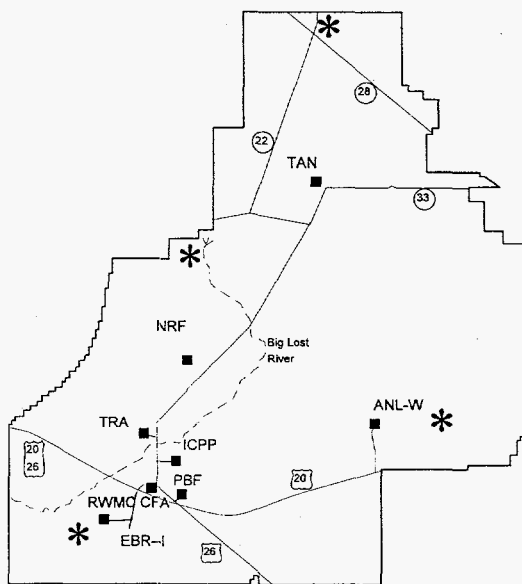 28
22
TAN
33
NRF
Big Lost
River
TRA
ANL-W
ICPP
20
26
PBF
20
RWMC CFA
EBR-I
26